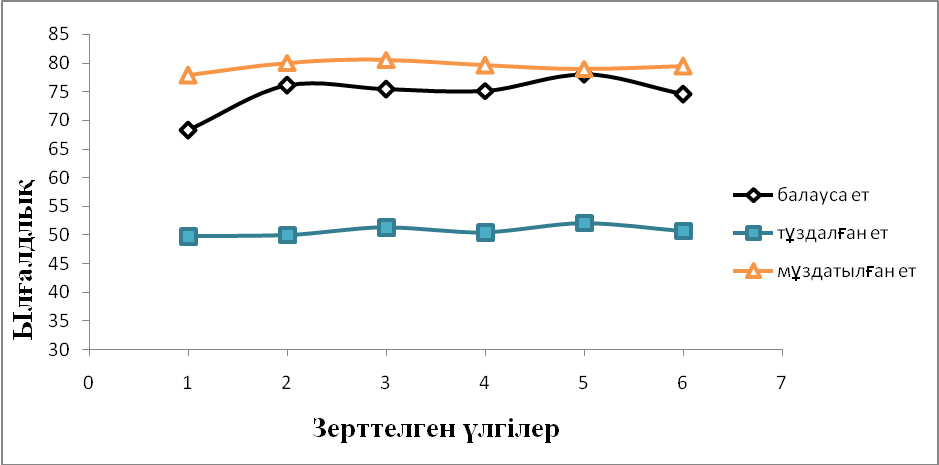 85
80
75
70
65
60
55
50
45
40
35
30
Ылғалдлық
0 1 2 3 4 5 6 7
Зерттелген үлгілер
балауса ет
тұздалған ет
мұздатылған ет